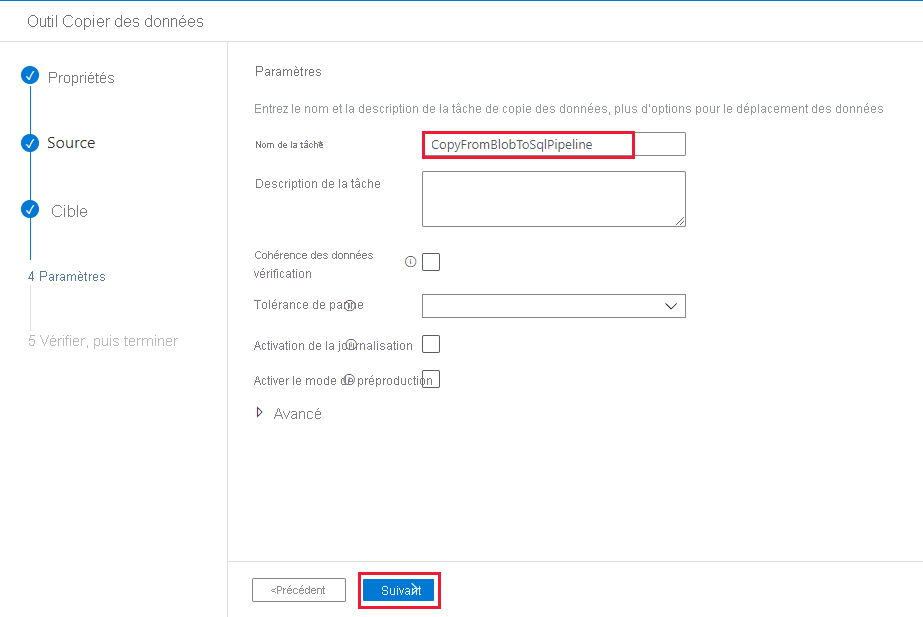 Outil Copier des données
Propriétés
Source
Cible
4 Paramètres
5 Vérifier, puis terminer
Paramètres
Entrez le nom et la description de la tâche de copie des données, plus d'options pour le déplacement des données
Nom de la tâche*
CopyFromBlobToSqlPipeline
Description de la tâche
Cohérence des données
vérification
Tolérance de panne
Activation de la journalisation
Activer le mode de préproduction
Avancé
<Précédent
Suivant >